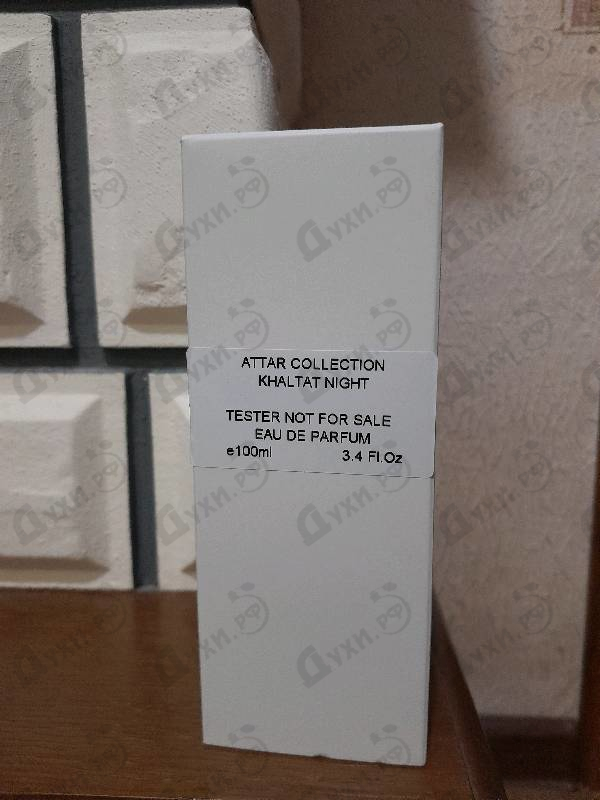 ATTAR COLLECTION
KHALTAT NIGHT
TESTER NOT FOR SALE
EAU DE PARFUM
e100ml 3.4 Fl.Oz
Духи.рф